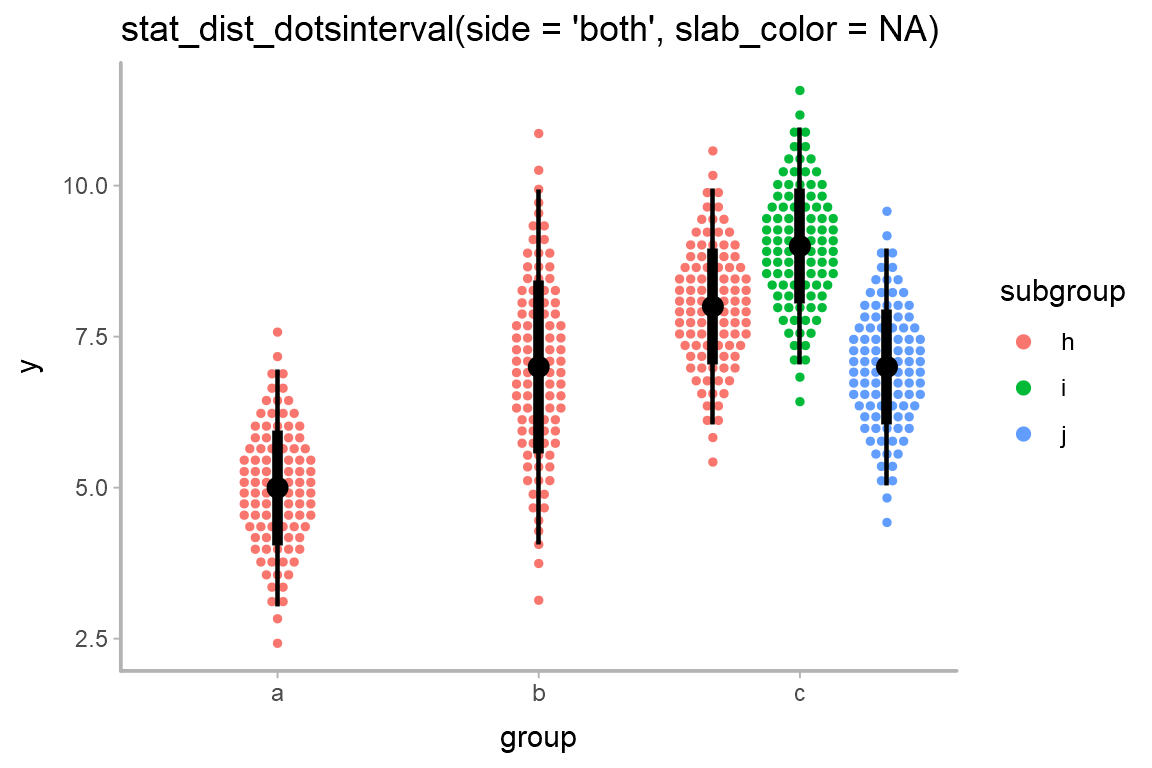 stat_dist_dotsinterval(side = 'both', slab_color = NA)
y
10.0
7.5
5.0
2.5
a b c
group
subgroup
h
i
j